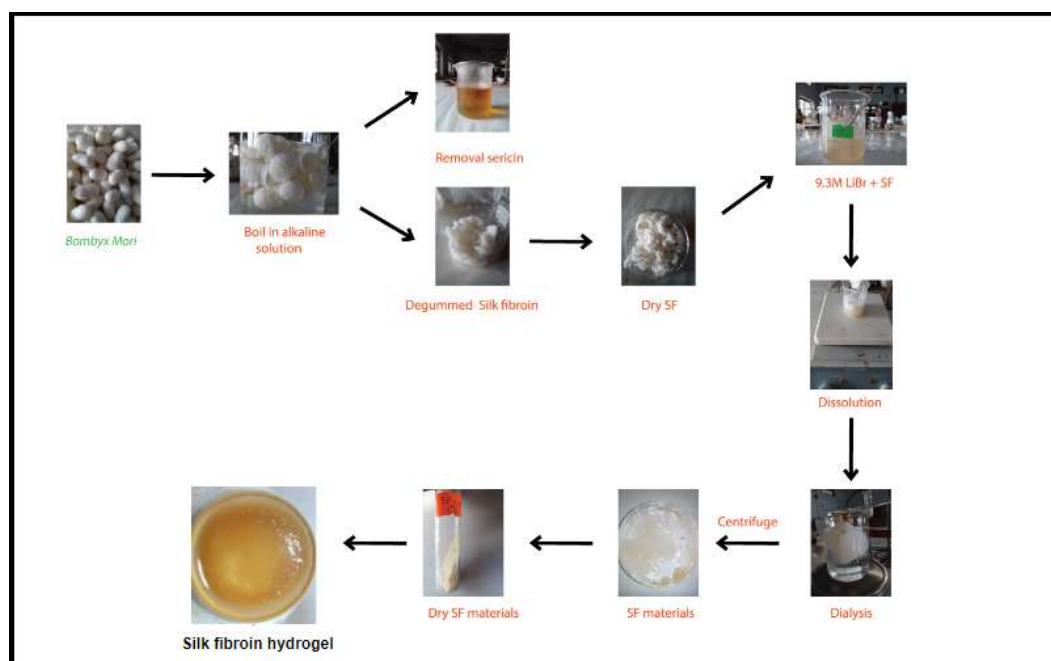 Bombyx Mori
Boil in alkaline
solution
Removal sericin
Degummed Silk fibroin
Dry SF
9.3M LiBr + SF
Dissolution
Dialysis
Centrifuge
SF materials
Dry SF materials
Silk fibroin hydrogel